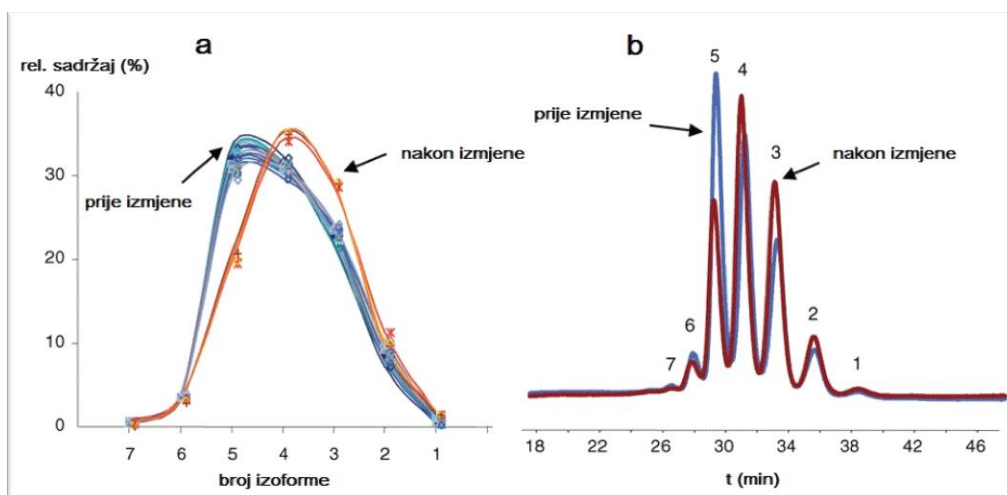 a
rel. sadržaj (%)
40
30
20
10
0
prije izmjene
nakon izmjene
7 6 5 4 3 2 1
broj izoforme
b
5
4
prije izmjene
3
nakon izmjene
6
7
2
1
18 22 26 30 34 38 42 46
t (min)